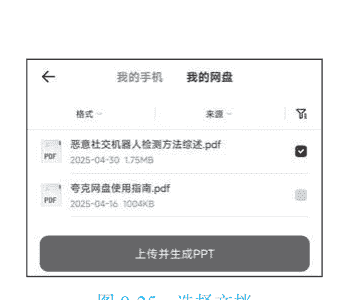 我的手机 我的网盘
格式 来源
恶意社交机器人检测方法综述.pdf
PDF
2025-04-30 1.75MB
夸克网盘使用指南.pdf
PDF
2025-04-16 1004KB
上传并生成PPT